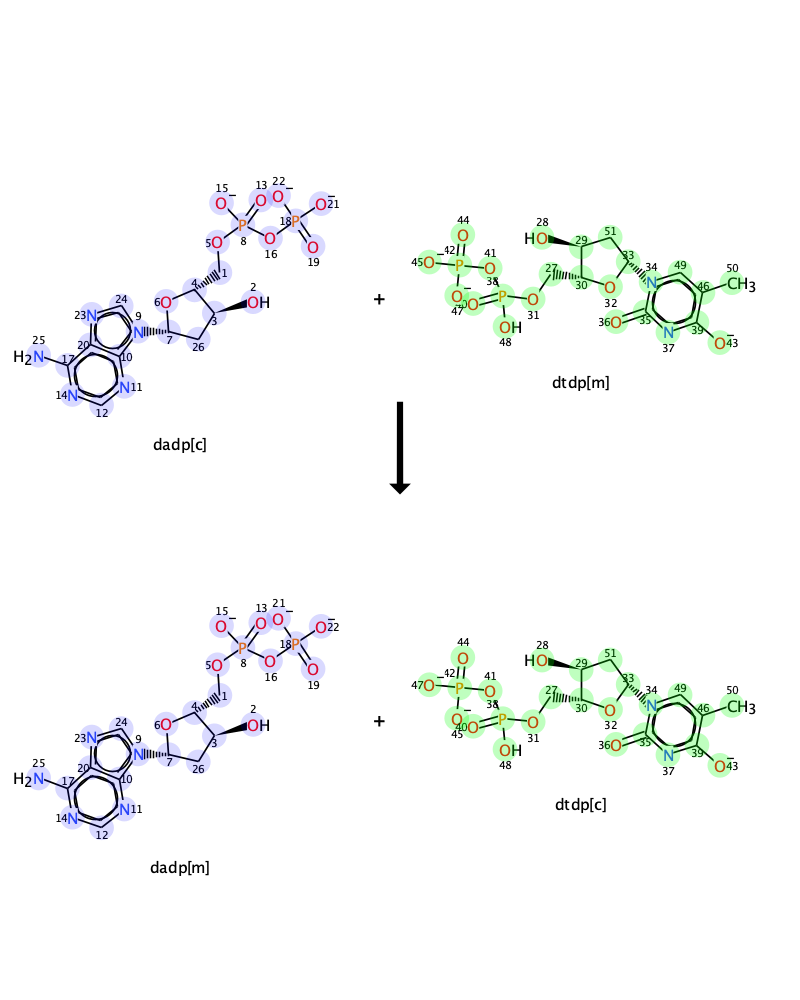 15 13 22
O− O O− O− 21
5 O P 8 18 P O 16 O 19
4 1 2
6 O 3 OH
24
23 N 9 N 7 26
25 20 10
H2N 17 N 11
14 N 12
dadp[c]
+
44 28 51
O HO 29 33
42 41 27 34 49 50
45 O− P O 38 30 N 46 CH3
O− 40 O P O O 32 36 O 35 39
47 31 N O− 43
OH 37
48
dtdp[m]
15 13 21
O− O O− O− 22
5 O P 8 18 P O 16 O 19
4 1 2
6 O 3 OH
24
23 N 9 N 7 26
25 20 10
H2N 17 N 11
14 N 12
dadp[m]
+
44 28 51
O HO 29 33
42 41 27 34 49 50
47 O− P O 38 30 N 46 CH3
O− 40 O P O O 32 36 O 35 39
45 31 N O− 43
OH 37
48
dtdp[c]